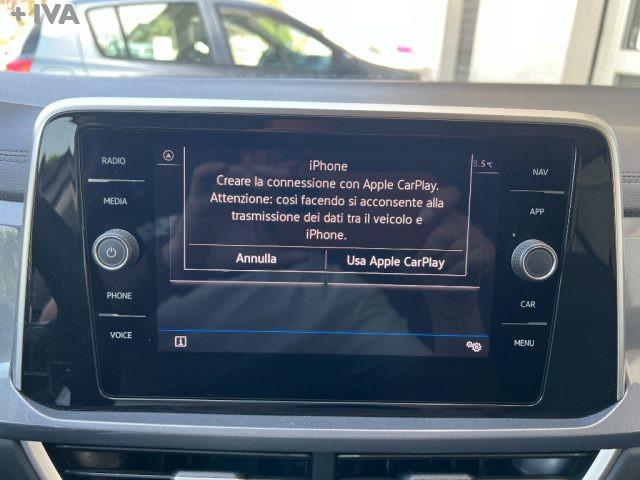 + IVA
RADIO
MEDIA
PHONE
VOICE
iPhone
Creare la connessione con Apple CarPlay.
Attenzione: così facendo si acconsente alla
trasmissione dei dati tra il veicolo e
iPhone.
Annulla
Usa Apple CarPlay
.5°C
NAV
APP
CAR
MENU